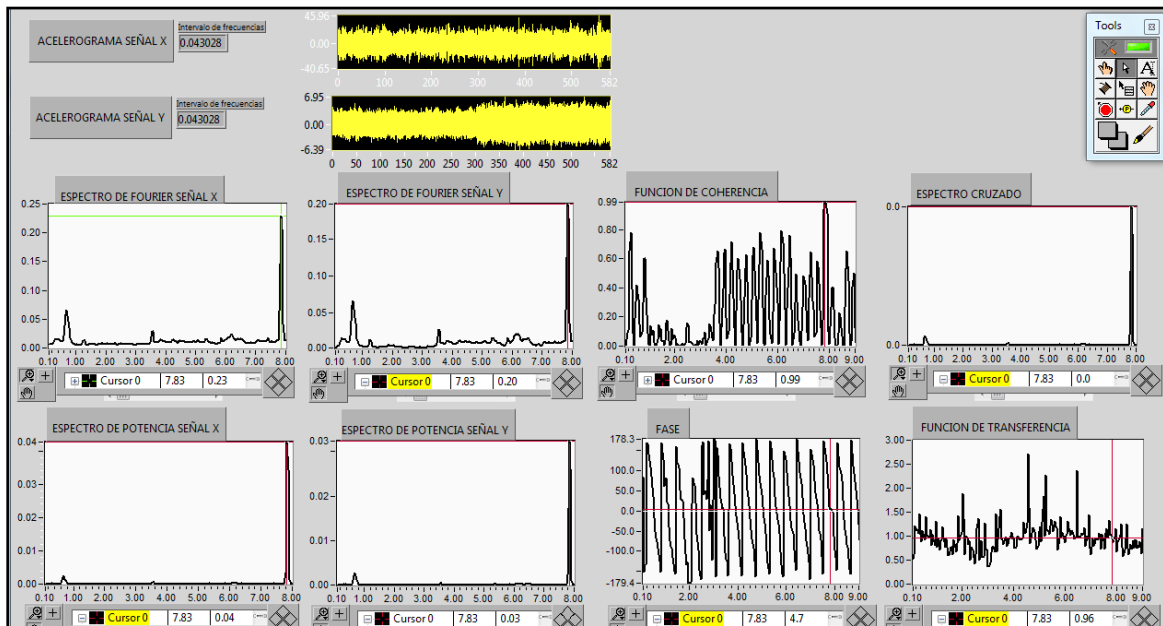 ACELEROGRAMA SEÑAL X
Intervalo de frecuencias
0.043028
45.96
0.00
-40.65
0 100 200 300 400 500 582
Tools
ACELEROGRAMA SEÑAL Y
Intervalo de frecuencias
0.043028
6.95
0.00
-6.39
0 50 100 150 200 250 300 350 400 450 500 582
ESPECTRO DE FOURIER SEÑAL X
0.25
0.20
0.15
0.10
0.05
0.00
0.10 1.00 2.00 3.00 4.00 5.00 6.00 7.00 8.00
Cursor 0 7.83 0.23
ESPECTRO DE FOURIER SEÑAL Y
0.20
0.15
0.10
0.05
0.00
0.10 1.00 2.00 3.00 4.00 5.00 6.00 7.00 8.00
Cursor 0 7.83 0.20
FUNCION DE COHERENCIA
0.99
0.80
0.60
0.40
0.20
0.00
0.10 2.00 4.00 6.00 8.00 9.00
Cursor 0 7.83 0.99
ESPECTRO CRUZADO
0.0
0.0
0.10 1.00 2.00 3.00 4.00 5.00 6.00 7.00 8.00
Cursor 0 7.83 0.0
ESPECTRO DE POTENCIA SEÑAL X
0.04
0.03
0.02
0.01
0.00
0.10 1.00 2.00 3.00 4.00 5.00 6.00 7.00 8.00
Cursor 0 7.83 0.04
ESPECTRO DE POTENCIA SEÑAL Y
0.03
0.02
0.01
0.00
0.10 1.00 2.00 3.00 4.00 5.00 6.00 7.00 8.00
Cursor 0 7.83 0.03
FASE
178.3
100.0
50.0
0.0
-50.0
-100.0
-179.4
0.10 2.00 4.00 6.00 8.00 9.00
Cursor 0 7.83 4.7
FUNCION DE TRANSFERENCIA
3.00
2.50
2.00
1.50
1.00
0.50
0.00
0.10 2.00 4.00 6.00 8.00 9.00
Cursor 0 7.83 0.96